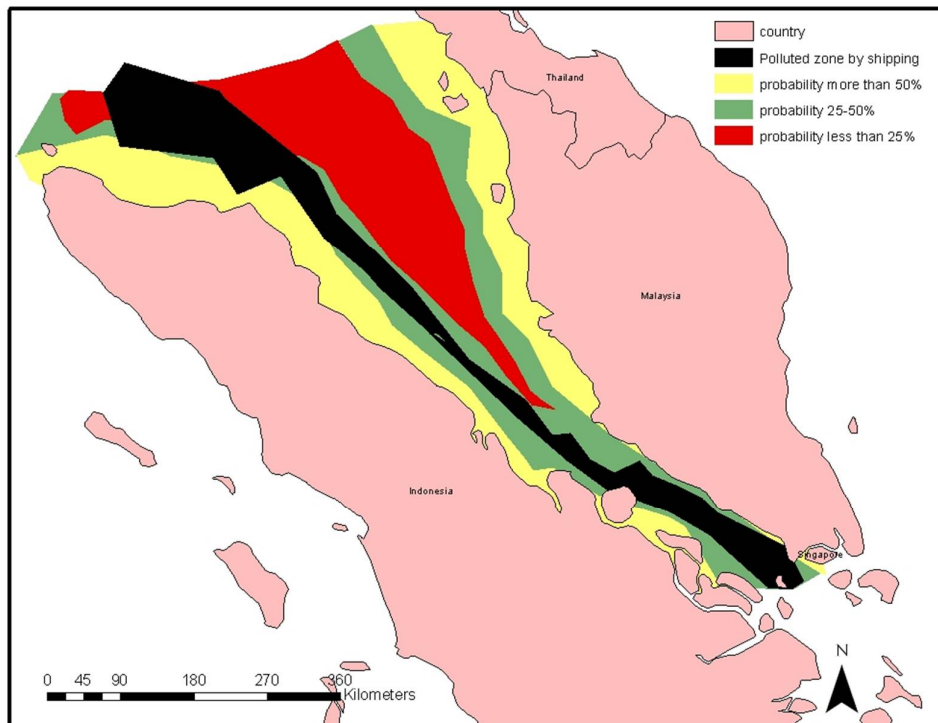 country
Polluted zone by shipping
probability more than 50%
probability 25-50%
probability less than 25%
Thailand
Malaysia
Indonesia
Singapore
N
0 45 90 180 270 360
Kilometers